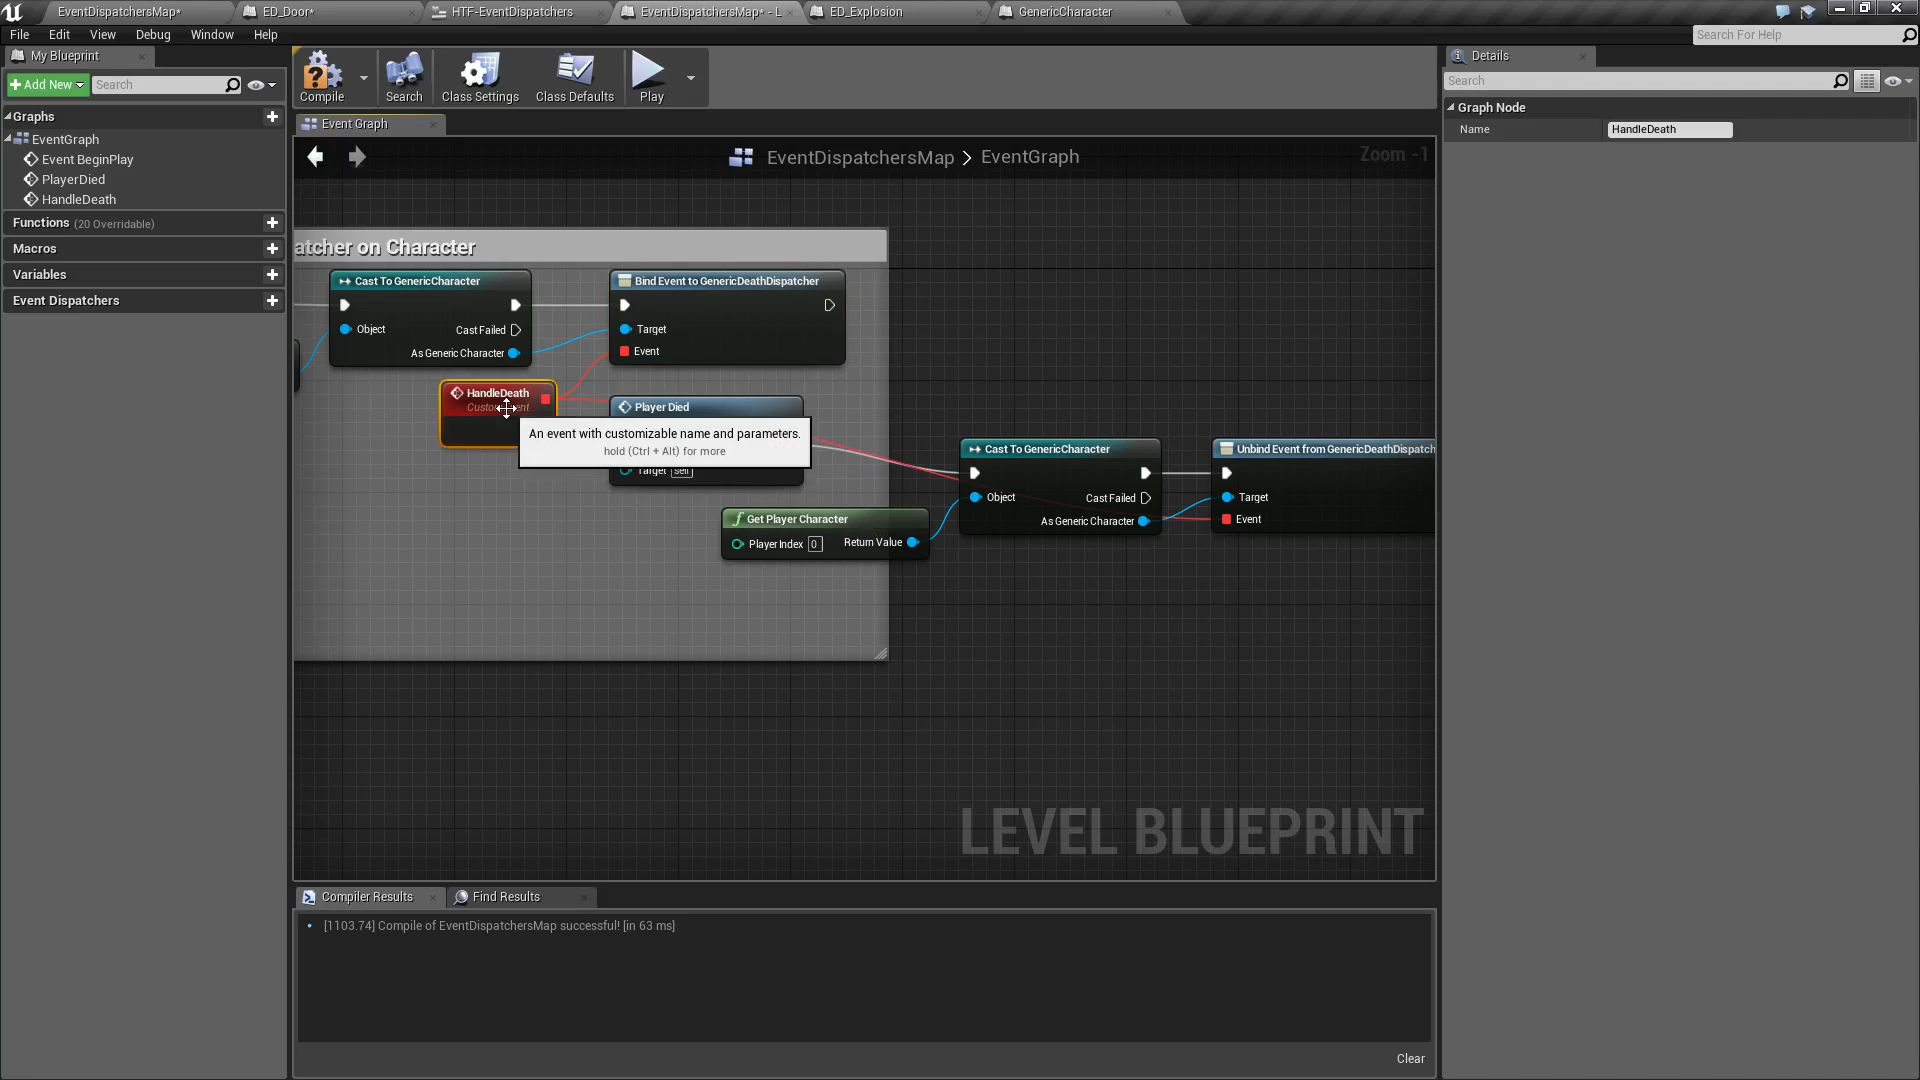 EventDispatchersMap*
ED_Door*
HTF-EventDispatchers
EventDispatchersMap* - L
ED_Explosion
GenericCharacter
File Edit View Debug Window Help
Search For Help
My Blueprint
Add New
Search
Compile
Search
Class Settings
Class Defaults
Play
Details
Search
Graph Node
Name HandleDeath
Graphs
EventGraph
Event BeginPlay
PlayerDied
HandleDeath
Functions (20 Overridable)
Macros
Variables
Event Dispatchers
Event Graph
EventDispatchersMap > EventGraph
Zoom -1
atcher on Character
Cast To GenericCharacter
Object
Cast Failed
As Generic Character
Bind Event to GenericDeathDispatcher
Target
Event
HandleDeath
Player Died
An event with customizable name and parameters.
hold (Ctrl + Alt) for more
Target self
Get Player Character
Player Index 0 Return Value
Cast To GenericCharacter
Object
Cast Failed
As Generic Character
Unbind Event from GenericDeathDispatch
Target
Event
LEVEL BLUEPRINT
Compiler Results
Find Results
[1103.74] Compile of EventDispatchersMap successful! [in 63 ms]
Clear